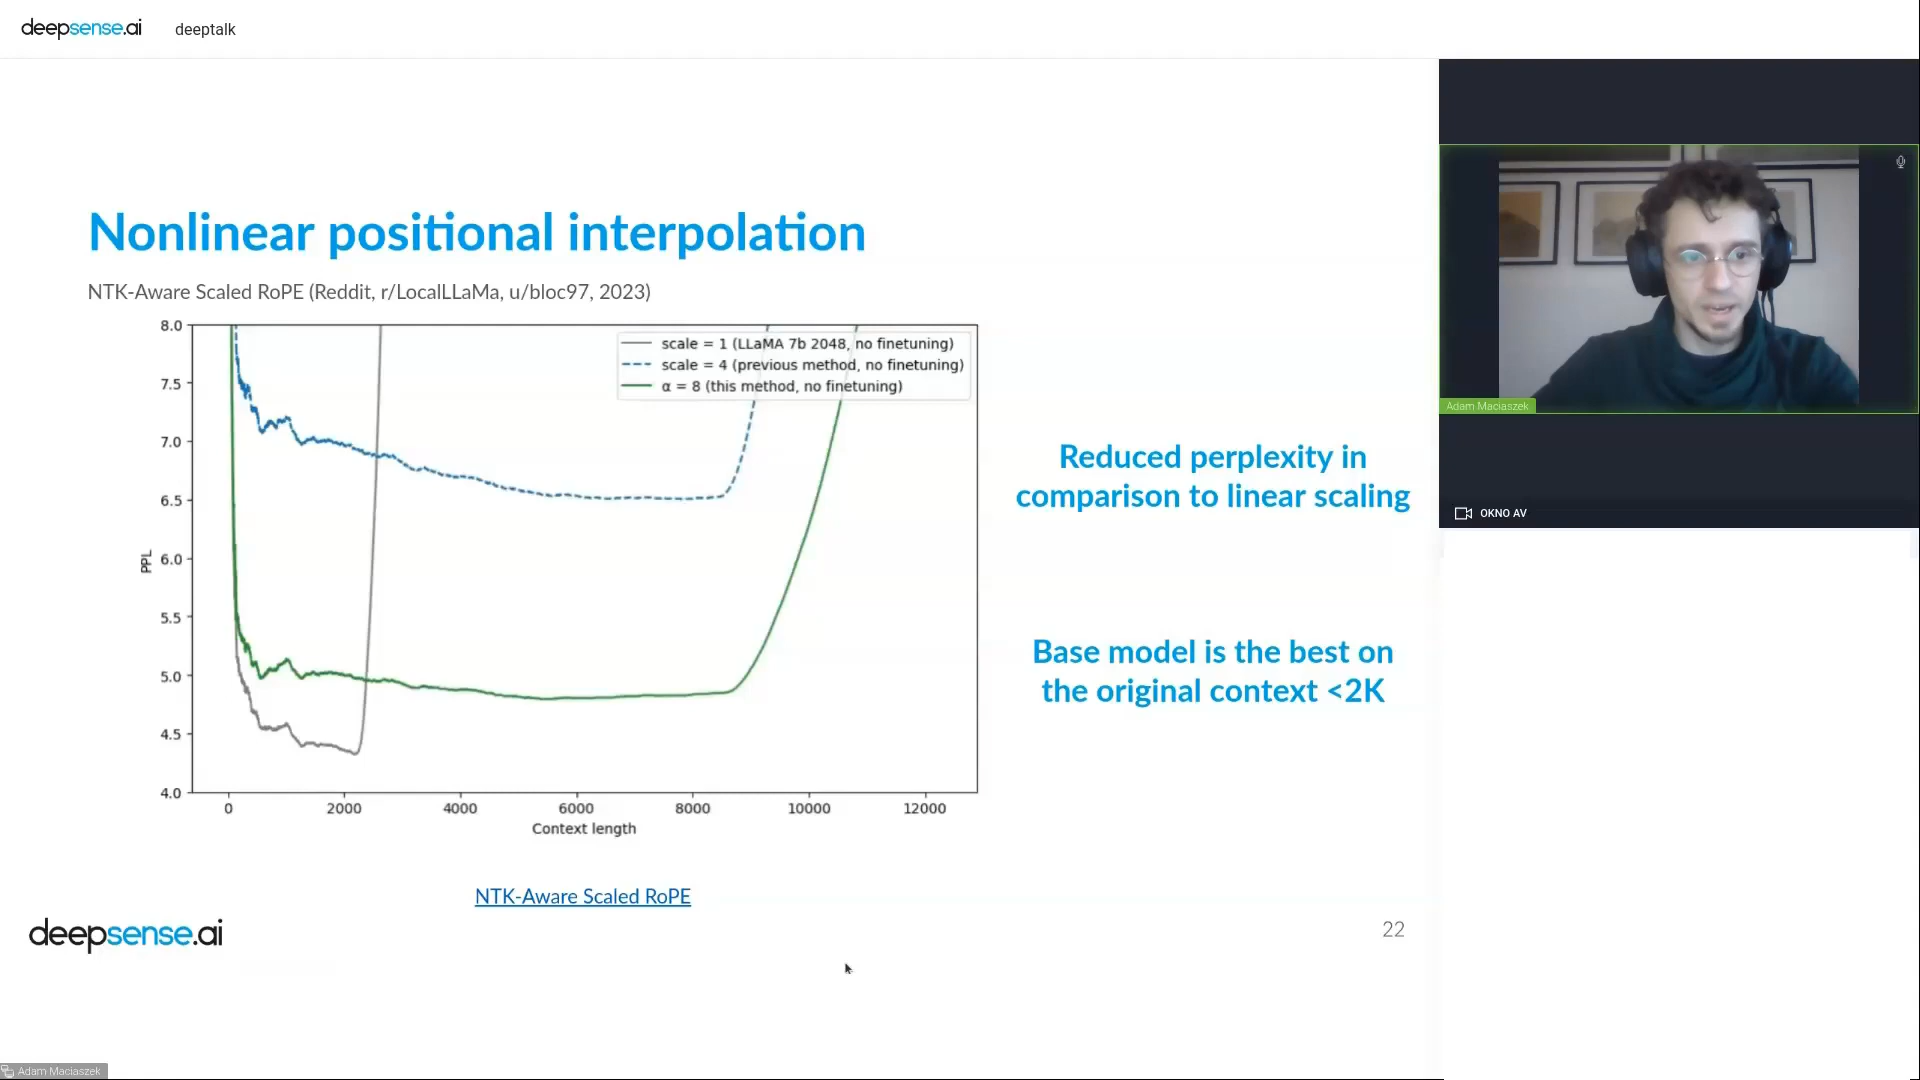 deepsense.ai deeptalk
Nonlinear positional interpolation
NTK-Aware Scaled RoPE (Reddit, r/LocalLLaMa, u/bloc97, 2023)
8.0
7.5
7.0
6.5
6.0
5.5
5.0
4.5
4.0
PPL
scale = 1 (LLaMA 7b 2048, no finetuning)
scale = 4 (previous method, no finetuning)
α = 8 (this method, no finetuning)
0 2000 4000 6000 8000 10000 12000
Context length
Reduced perplexity in
comparison to linear scaling
Base model is the best on
the original context <2K
NTK-Aware Scaled RoPE
deepsense.ai
22
Adam Maciaszek
OKNO AV
Adam Maciaszek